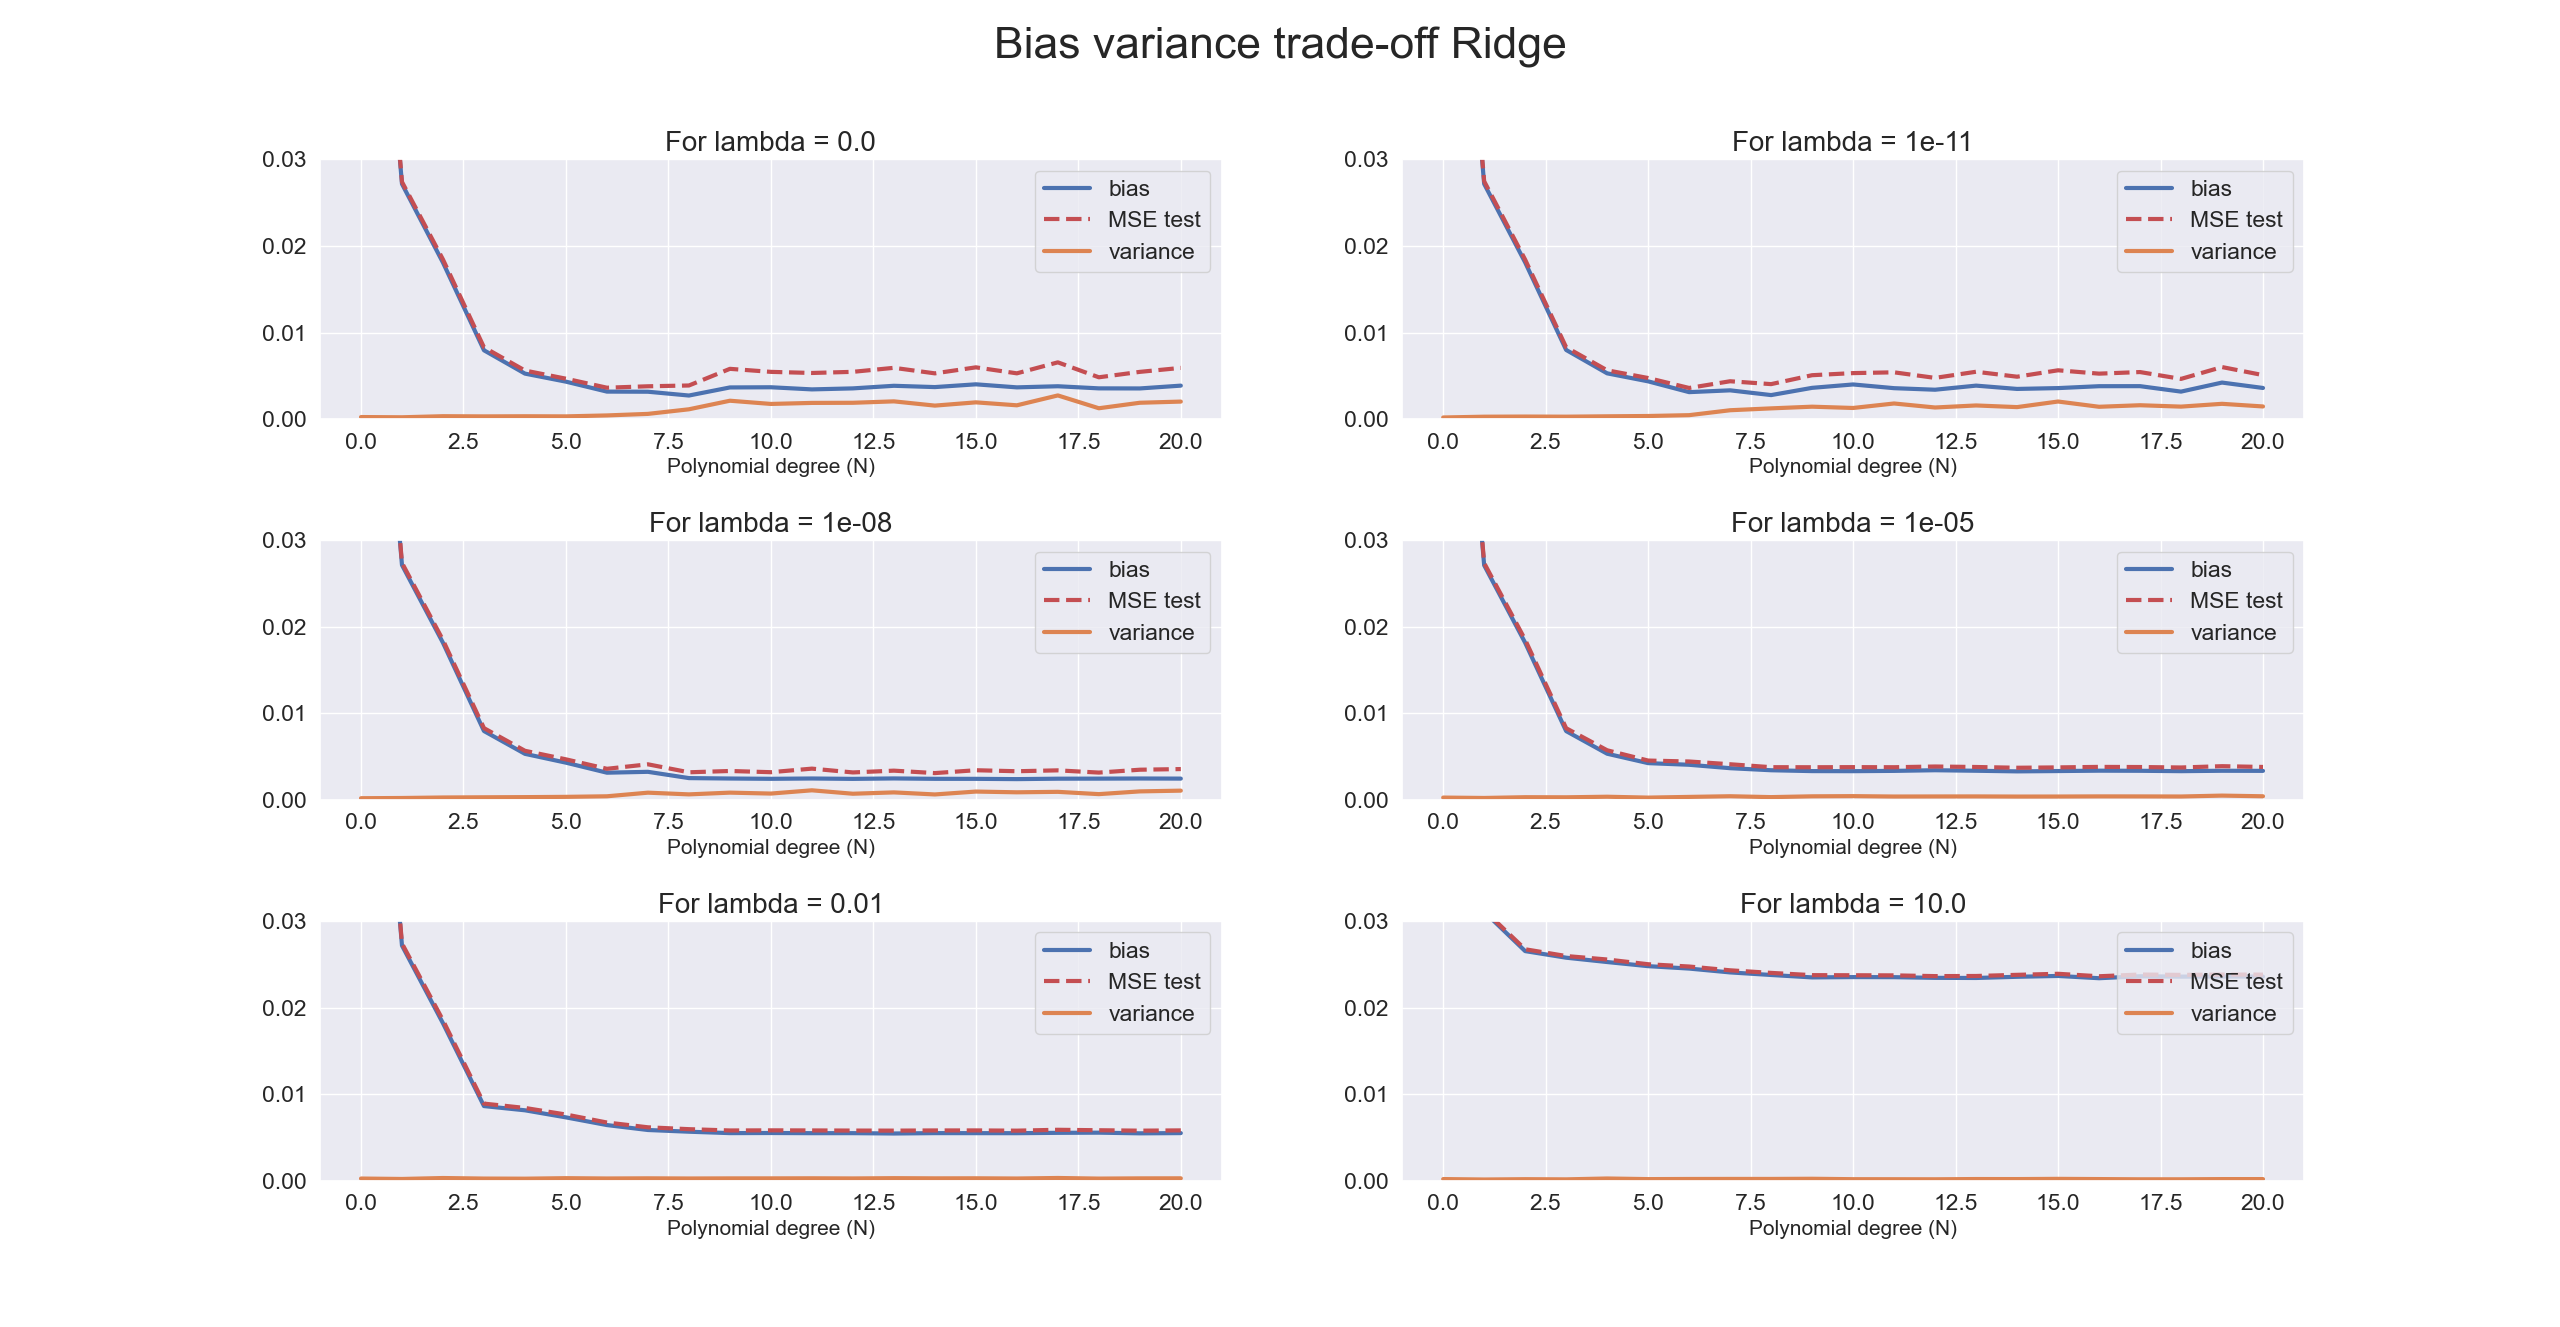 Bias variance trade-off Ridge
For lambda = 0.0
0.03
0.02
0.01
0.00
bias
MSE test
variance
0.0 2.5 5.0 7.5 10.0 12.5 15.0 17.5 20.0
Polynomial degree (N)
For lambda = 1e-11
0.03
0.02
0.01
0.00
bias
MSE test
variance
0.0 2.5 5.0 7.5 10.0 12.5 15.0 17.5 20.0
Polynomial degree (N)
For lambda = 1e-08
0.03
0.02
0.01
0.00
bias
MSE test
variance
0.0 2.5 5.0 7.5 10.0 12.5 15.0 17.5 20.0
Polynomial degree (N)
For lambda = 1e-05
0.03
0.02
0.01
0.00
bias
MSE test
variance
0.0 2.5 5.0 7.5 10.0 12.5 15.0 17.5 20.0
Polynomial degree (N)
For lambda = 0.01
0.03
0.02
0.01
0.00
bias
MSE test
variance
0.0 2.5 5.0 7.5 10.0 12.5 15.0 17.5 20.0
Polynomial degree (N)
For lambda = 10.0
0.03
0.02
0.01
0.00
bias
MSE test
variance
0.0 2.5 5.0 7.5 10.0 12.5 15.0 17.5 20.0
Polynomial degree (N)